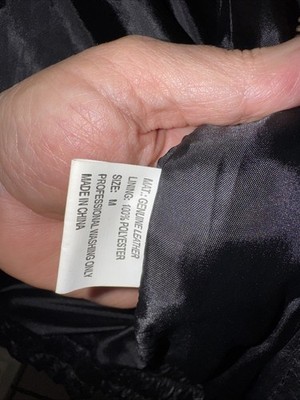 MAT.: GENUINE LEATHER
LINING: 100% POLYESTER
SIZE: M
PROFESSIONAL WASHING ONLY
MADE IN CHINA